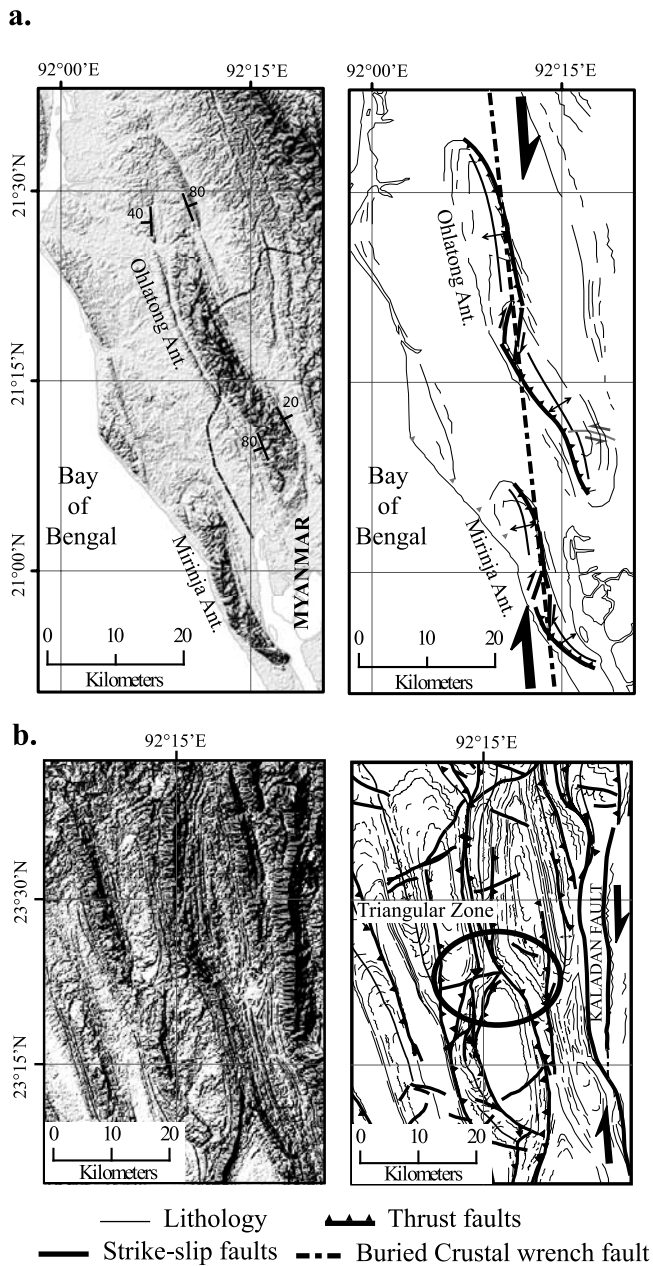 a.
92°00’E 92°15’E 92°00’E 92°15’E
21°30’N
21°15’N
21°00’N
40
80
Ohlatong Ant.
20
80
Bay
of
Bengal
Mirinja Ant.
MYANMAR
0 10 20
Kilometers
Ohlatong Ant.
Bay
of
Bengal
Mirinja Ant.
0 10 20
Kilometers
b.
92°15’E 92°15’E
23°30’N
23°15’N
0 10 20
Kilometers
Triangular Zone
KALADAN FAULT
0 10 20
Kilometers
Lithology Thrust faults
Strike-slip faults Buried Crustal wrench fault